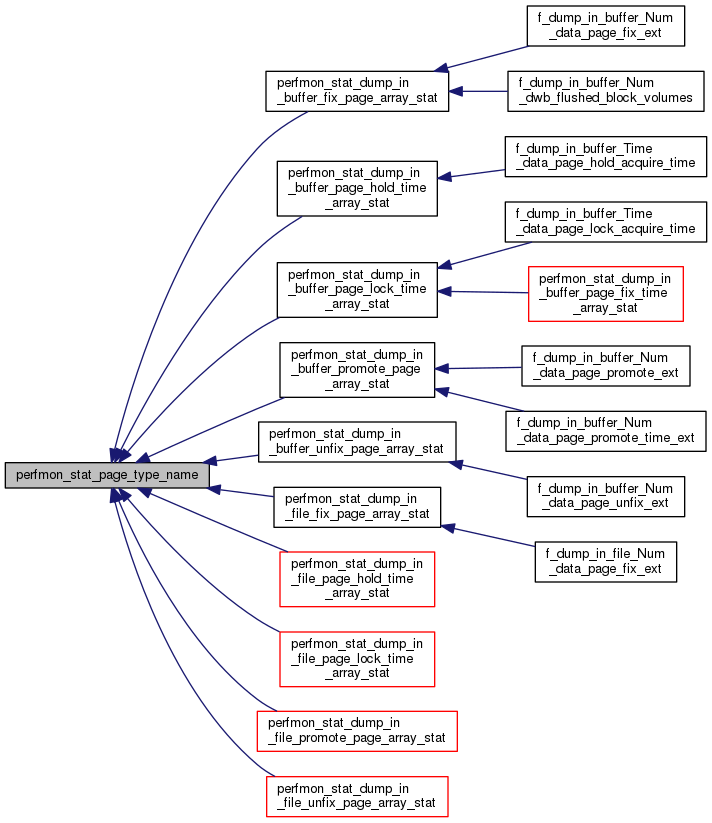 f_dump_in_buffer_Num
_data_page_fix_ext
perfmon_stat_dump_in
_buffer_fix_page_array_stat
f_dump_in_buffer_Num
_dwb_flushed_block_volumes
f_dump_in_buffer_Time
_data_page_hold_acquire_time
perfmon_stat_dump_in
_buffer_page_hold_time
_array_stat
f_dump_in_buffer_Time
_data_page_lock_acquire_time
perfmon_stat_dump_in
_buffer_page_lock_time
_array_stat
perfmon_stat_dump_in
_buffer_page_fix_time
_array_stat
perfmon_stat_dump_in
_buffer_promote_page
_array_stat
f_dump_in_buffer_Num
_data_page_promote_ext
f_dump_in_buffer_Num
_data_page_promote_time_ext
perfmon_stat_dump_in
_buffer_unfix_page_array_stat
perfmon_stat_page_type_name
f_dump_in_buffer_Num
_data_page_unfix_ext
perfmon_stat_dump_in
_file_fix_page_array_stat
f_dump_in_file_Num
_data_page_fix_ext
perfmon_stat_dump_in
_file_page_hold_time
_array_stat
perfmon_stat_dump_in
_file_page_lock_time
_array_stat
perfmon_stat_dump_in
_file_promote_page_array_stat
perfmon_stat_dump_in
_file_unfix_page_array_stat